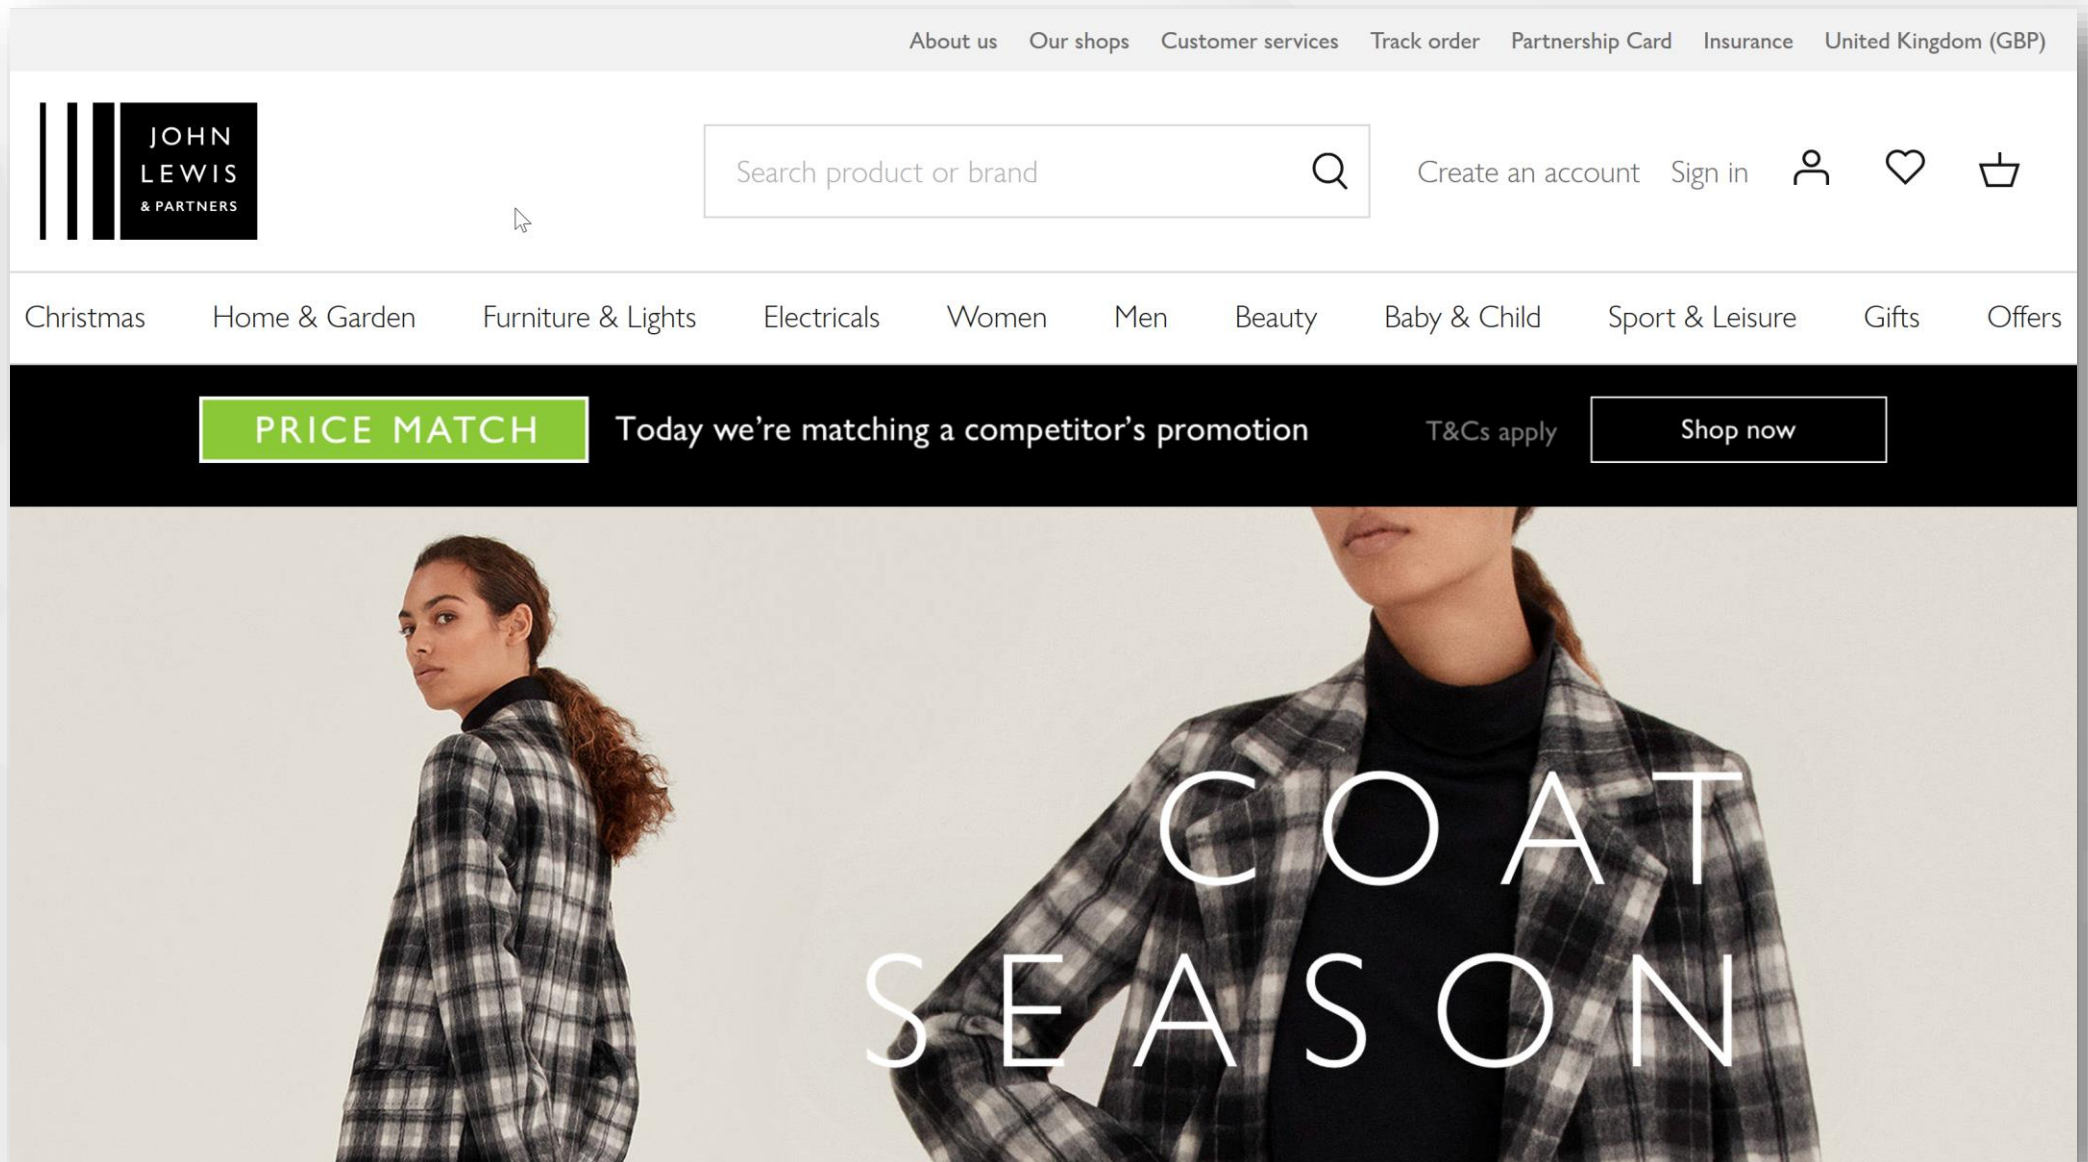 About us Our shops Customer services Track order Partnership Card Insurance United Kingdom (GBP)
JOHN
LEWIS
& PARTNERS
Search product or brand
Create an account Sign in
Christmas Home & Garden Furniture & Lights Electricals Women Men Beauty Baby & Child Sport & Leisure Gifts Offers
PRICE MATCH Today we’re matching a competitor’s promotion T&Cs apply Shop now
COAT
SEASON